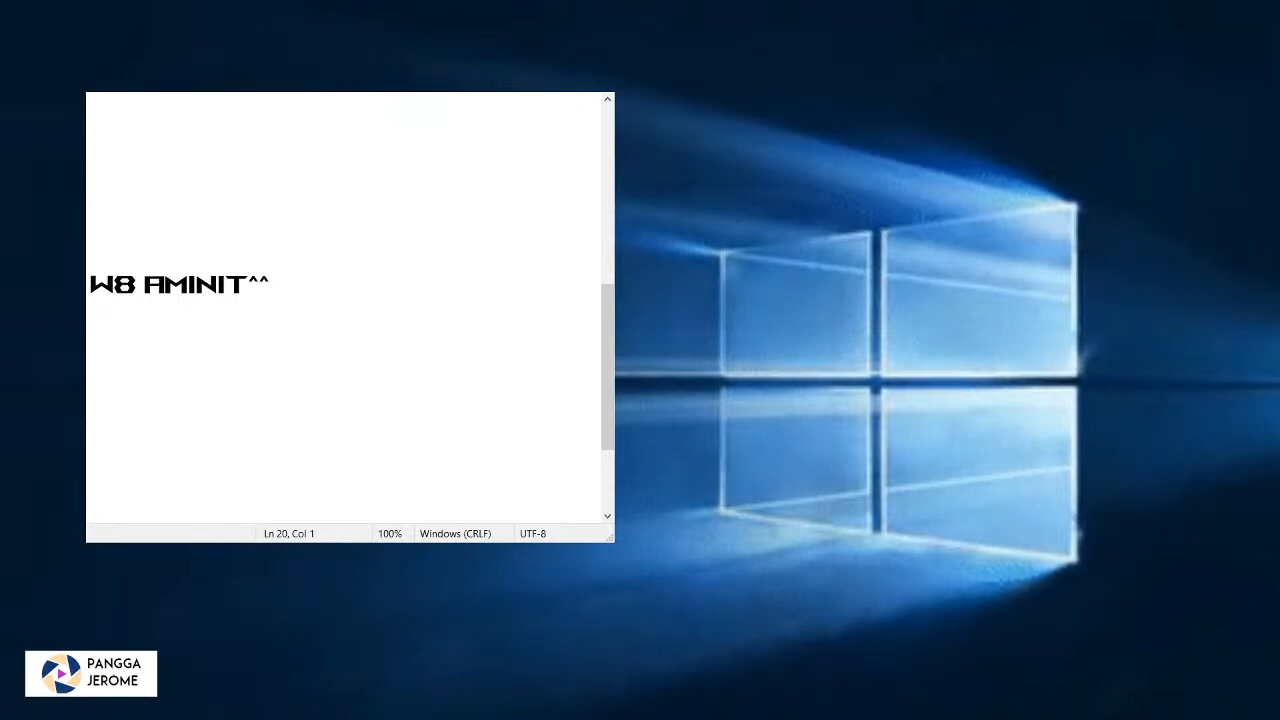 W8 AMINIT^^
Ln 20, Col 1
100%
Windows (CRLF)
UTF-8
PANGGA
JEROME